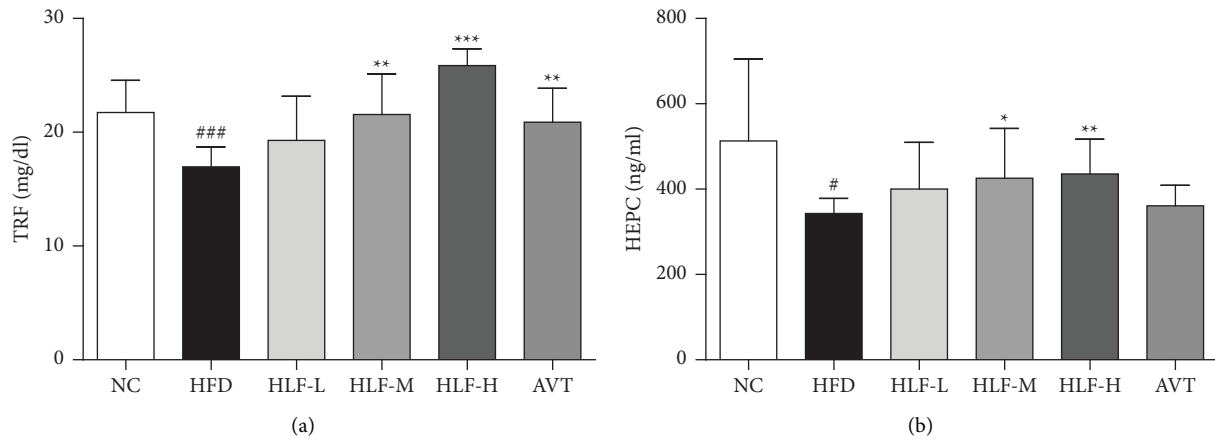 TRF (mg/dl)
30
20
10
0
###
**
***
**
NC
HFD
HLF-L
HLF-M
HLF-H
AVT
(a)
HEPC (ng/ml)
800
600
400
200
0
#
*
**
NC
HFD
HLF-L
HLF-M
HLF-H
AVT
(b)